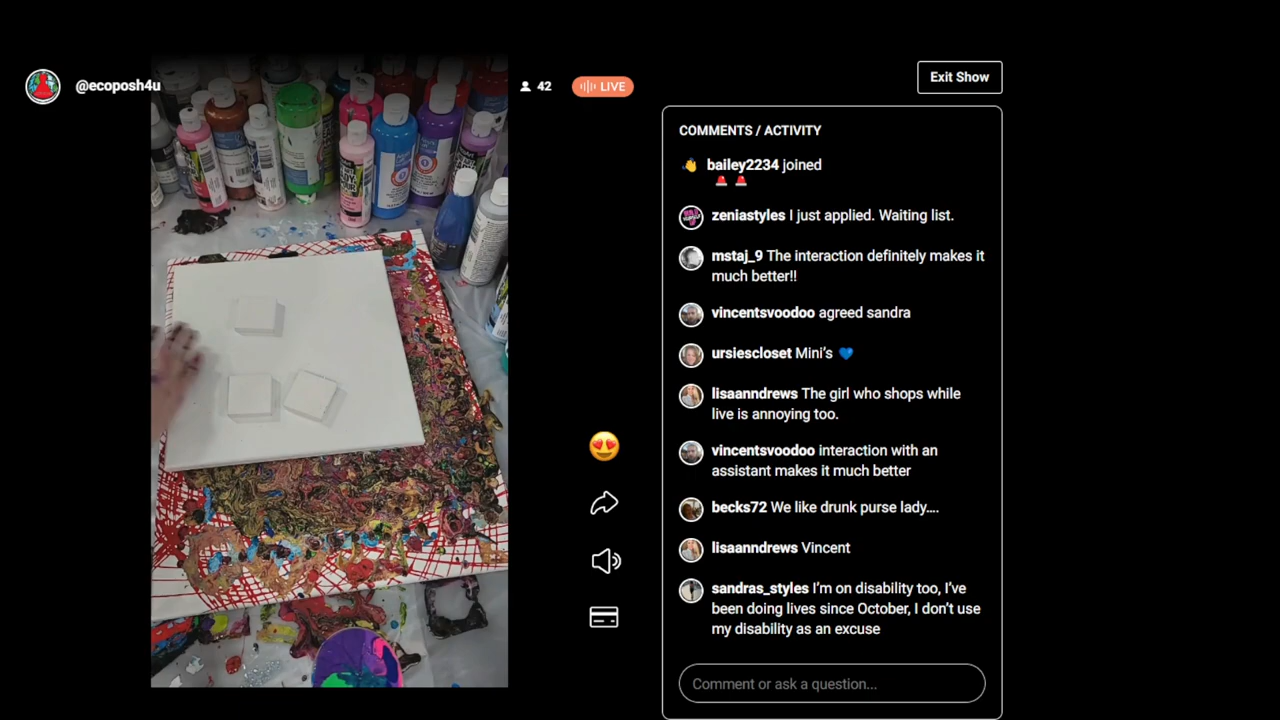 @ecoposh4u
42
LIVE
Exit Show
COMMENTS / ACTIVITY
bailey2234 joined
zeniastyles I just applied. Waiting list.
mstaj_9 The interaction definitely makes it
much better!!
vincentsvoodoo agreed sandra
ursiescloset Mini's
lisaanndrews The girl who shops while
live is annoying too.
vincentsvoodoo interaction with an
assistant makes it much better
becks72 We like drunk purse lady....
lisaanndrews Vincent
sandras_styles I'm on disability too, I've
been doing lives since October, I don't use
my disability as an excuse
Comment or ask a question...